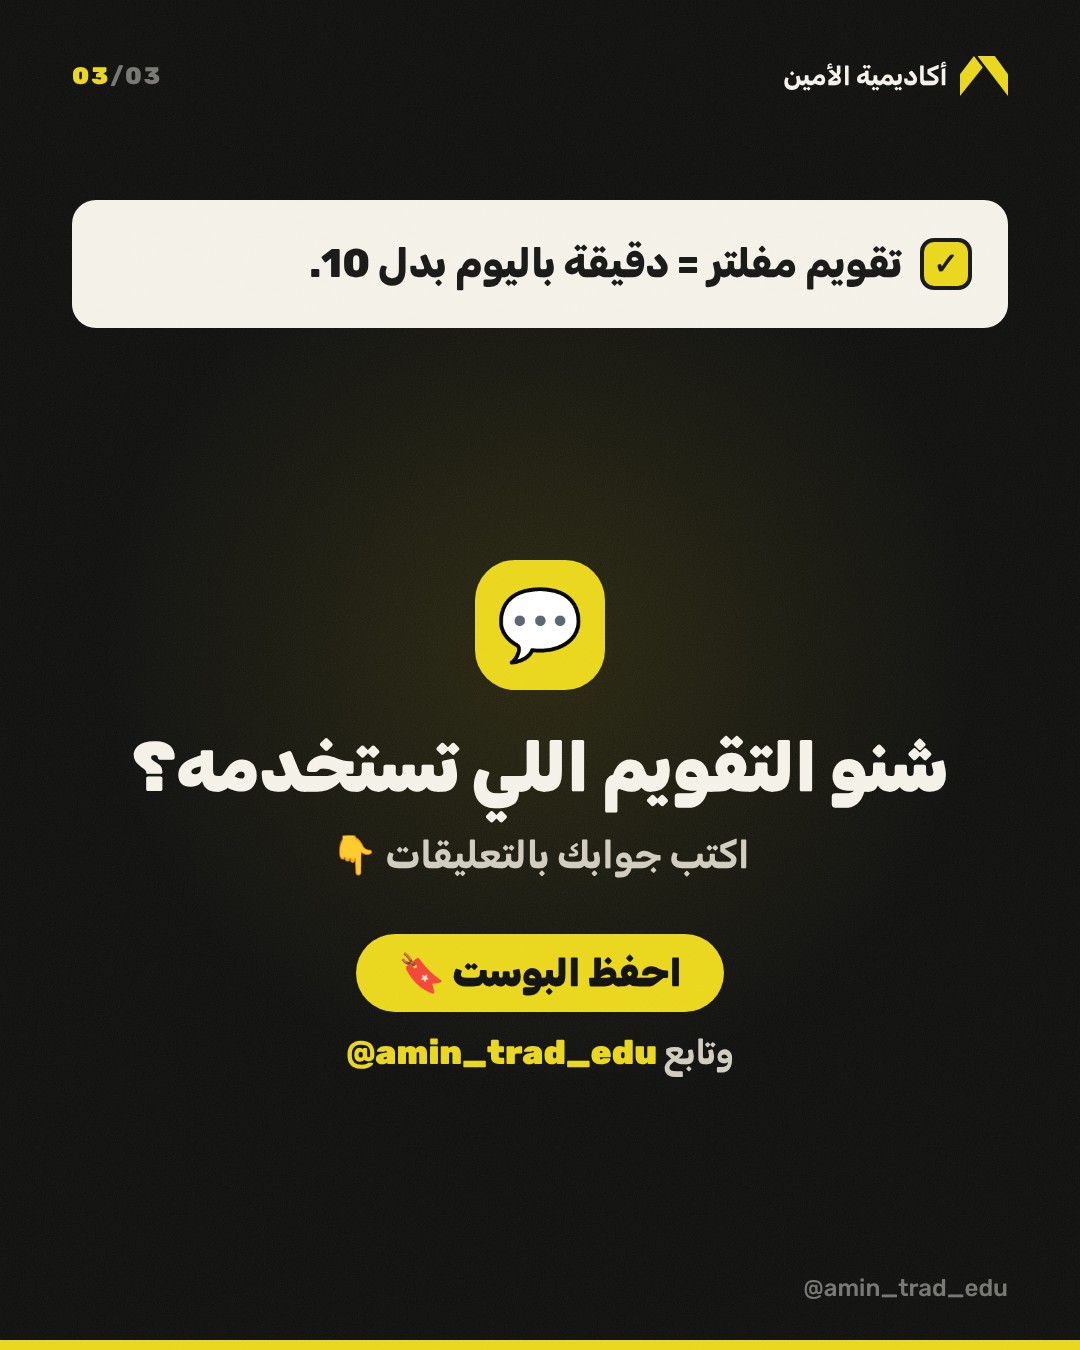 أكاديمية الأمين
03/03
✓ تقويم مفلتر = دقيقة باليوم بدل 10.
شنو التقويم اللي تستخدمه؟
اكتب جوابك بالتعليقات 👇
احفظ البوست 🔖
وتابع @amin_trad_edu
@amin_trad_edu